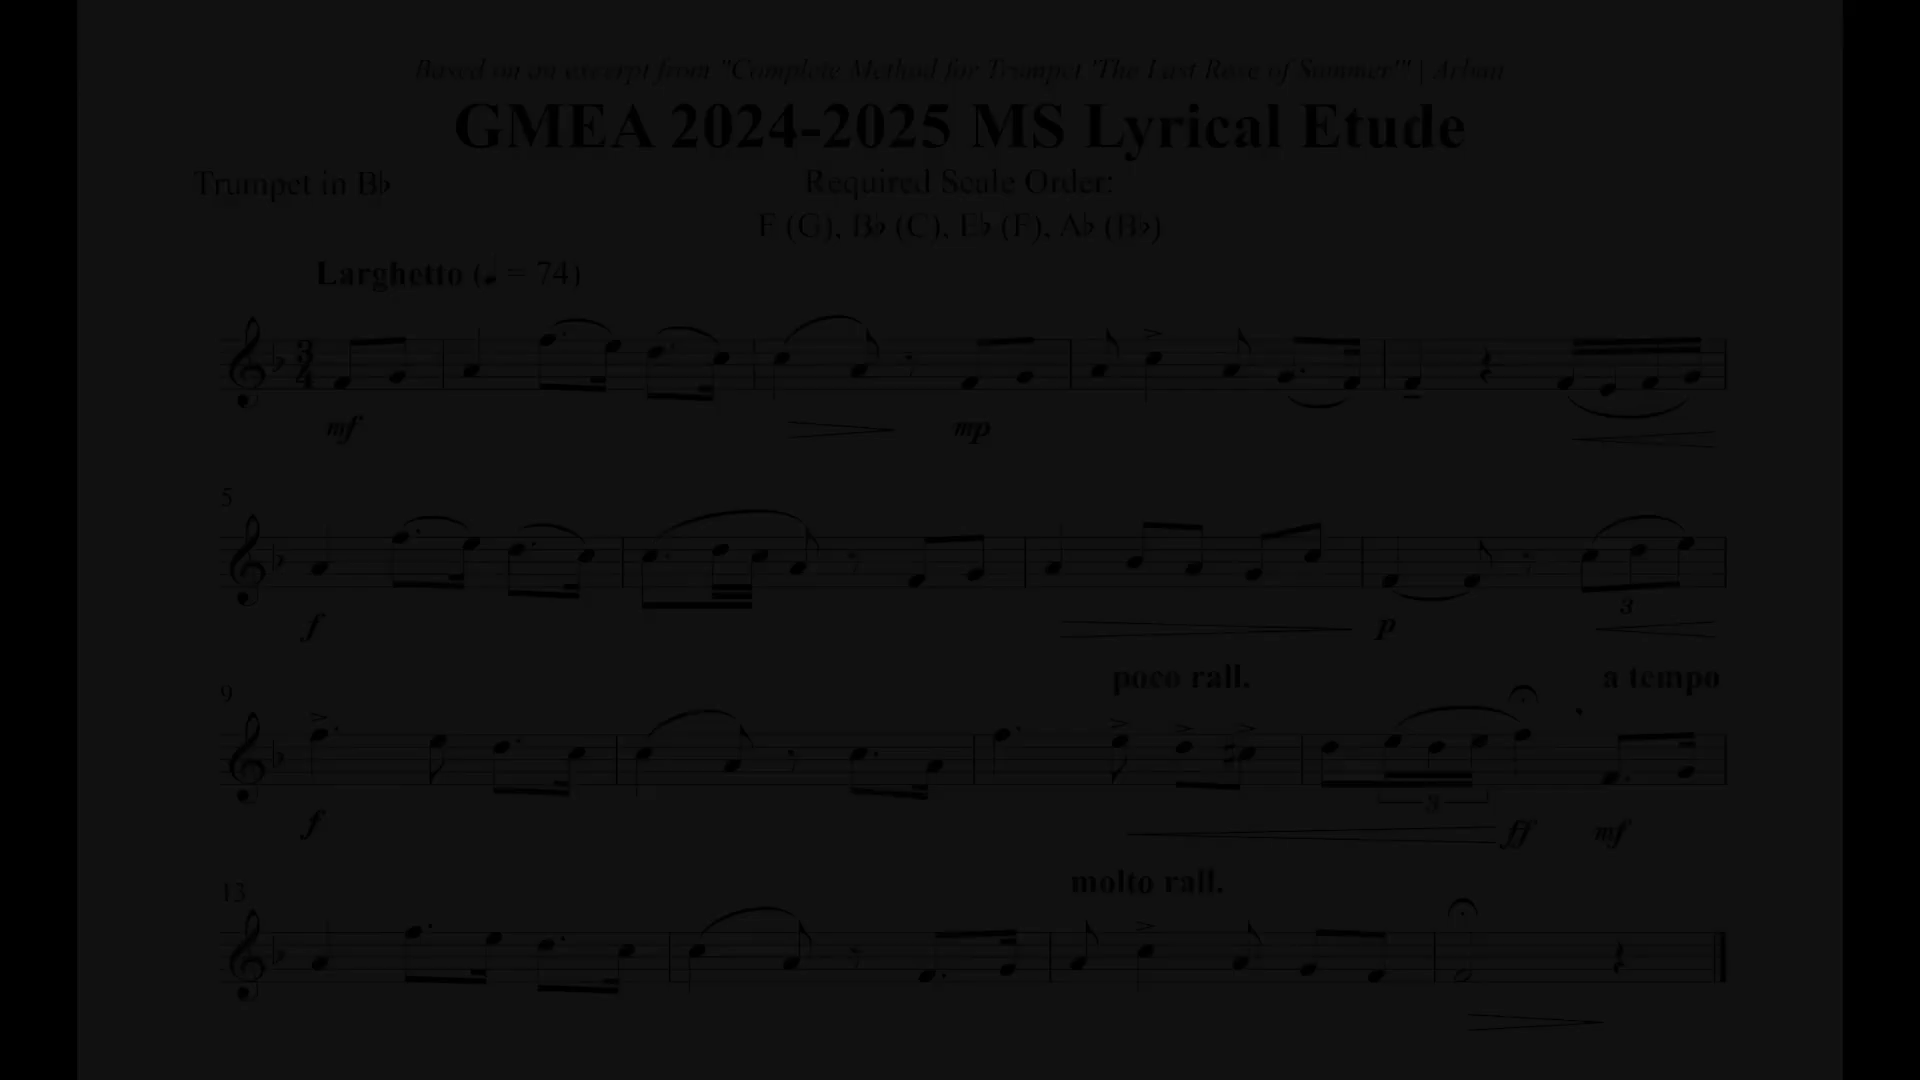 Based on an excerpt from "Complete Method for Trumpet 'The Last Rose of Summer!'" | Arban
GMEA 2024-2025 MS Lyrical Etude
Trumpet in B♭
Required Scale Order:
F (G), B♭ (C), E♭ (F), A♭ (B♭)
Larghetto (♩ = 74)
3
4
mf
mp
5
f
p
3
poco rall.
a tempo
9
f
3
ff
mf
molto rall.
13